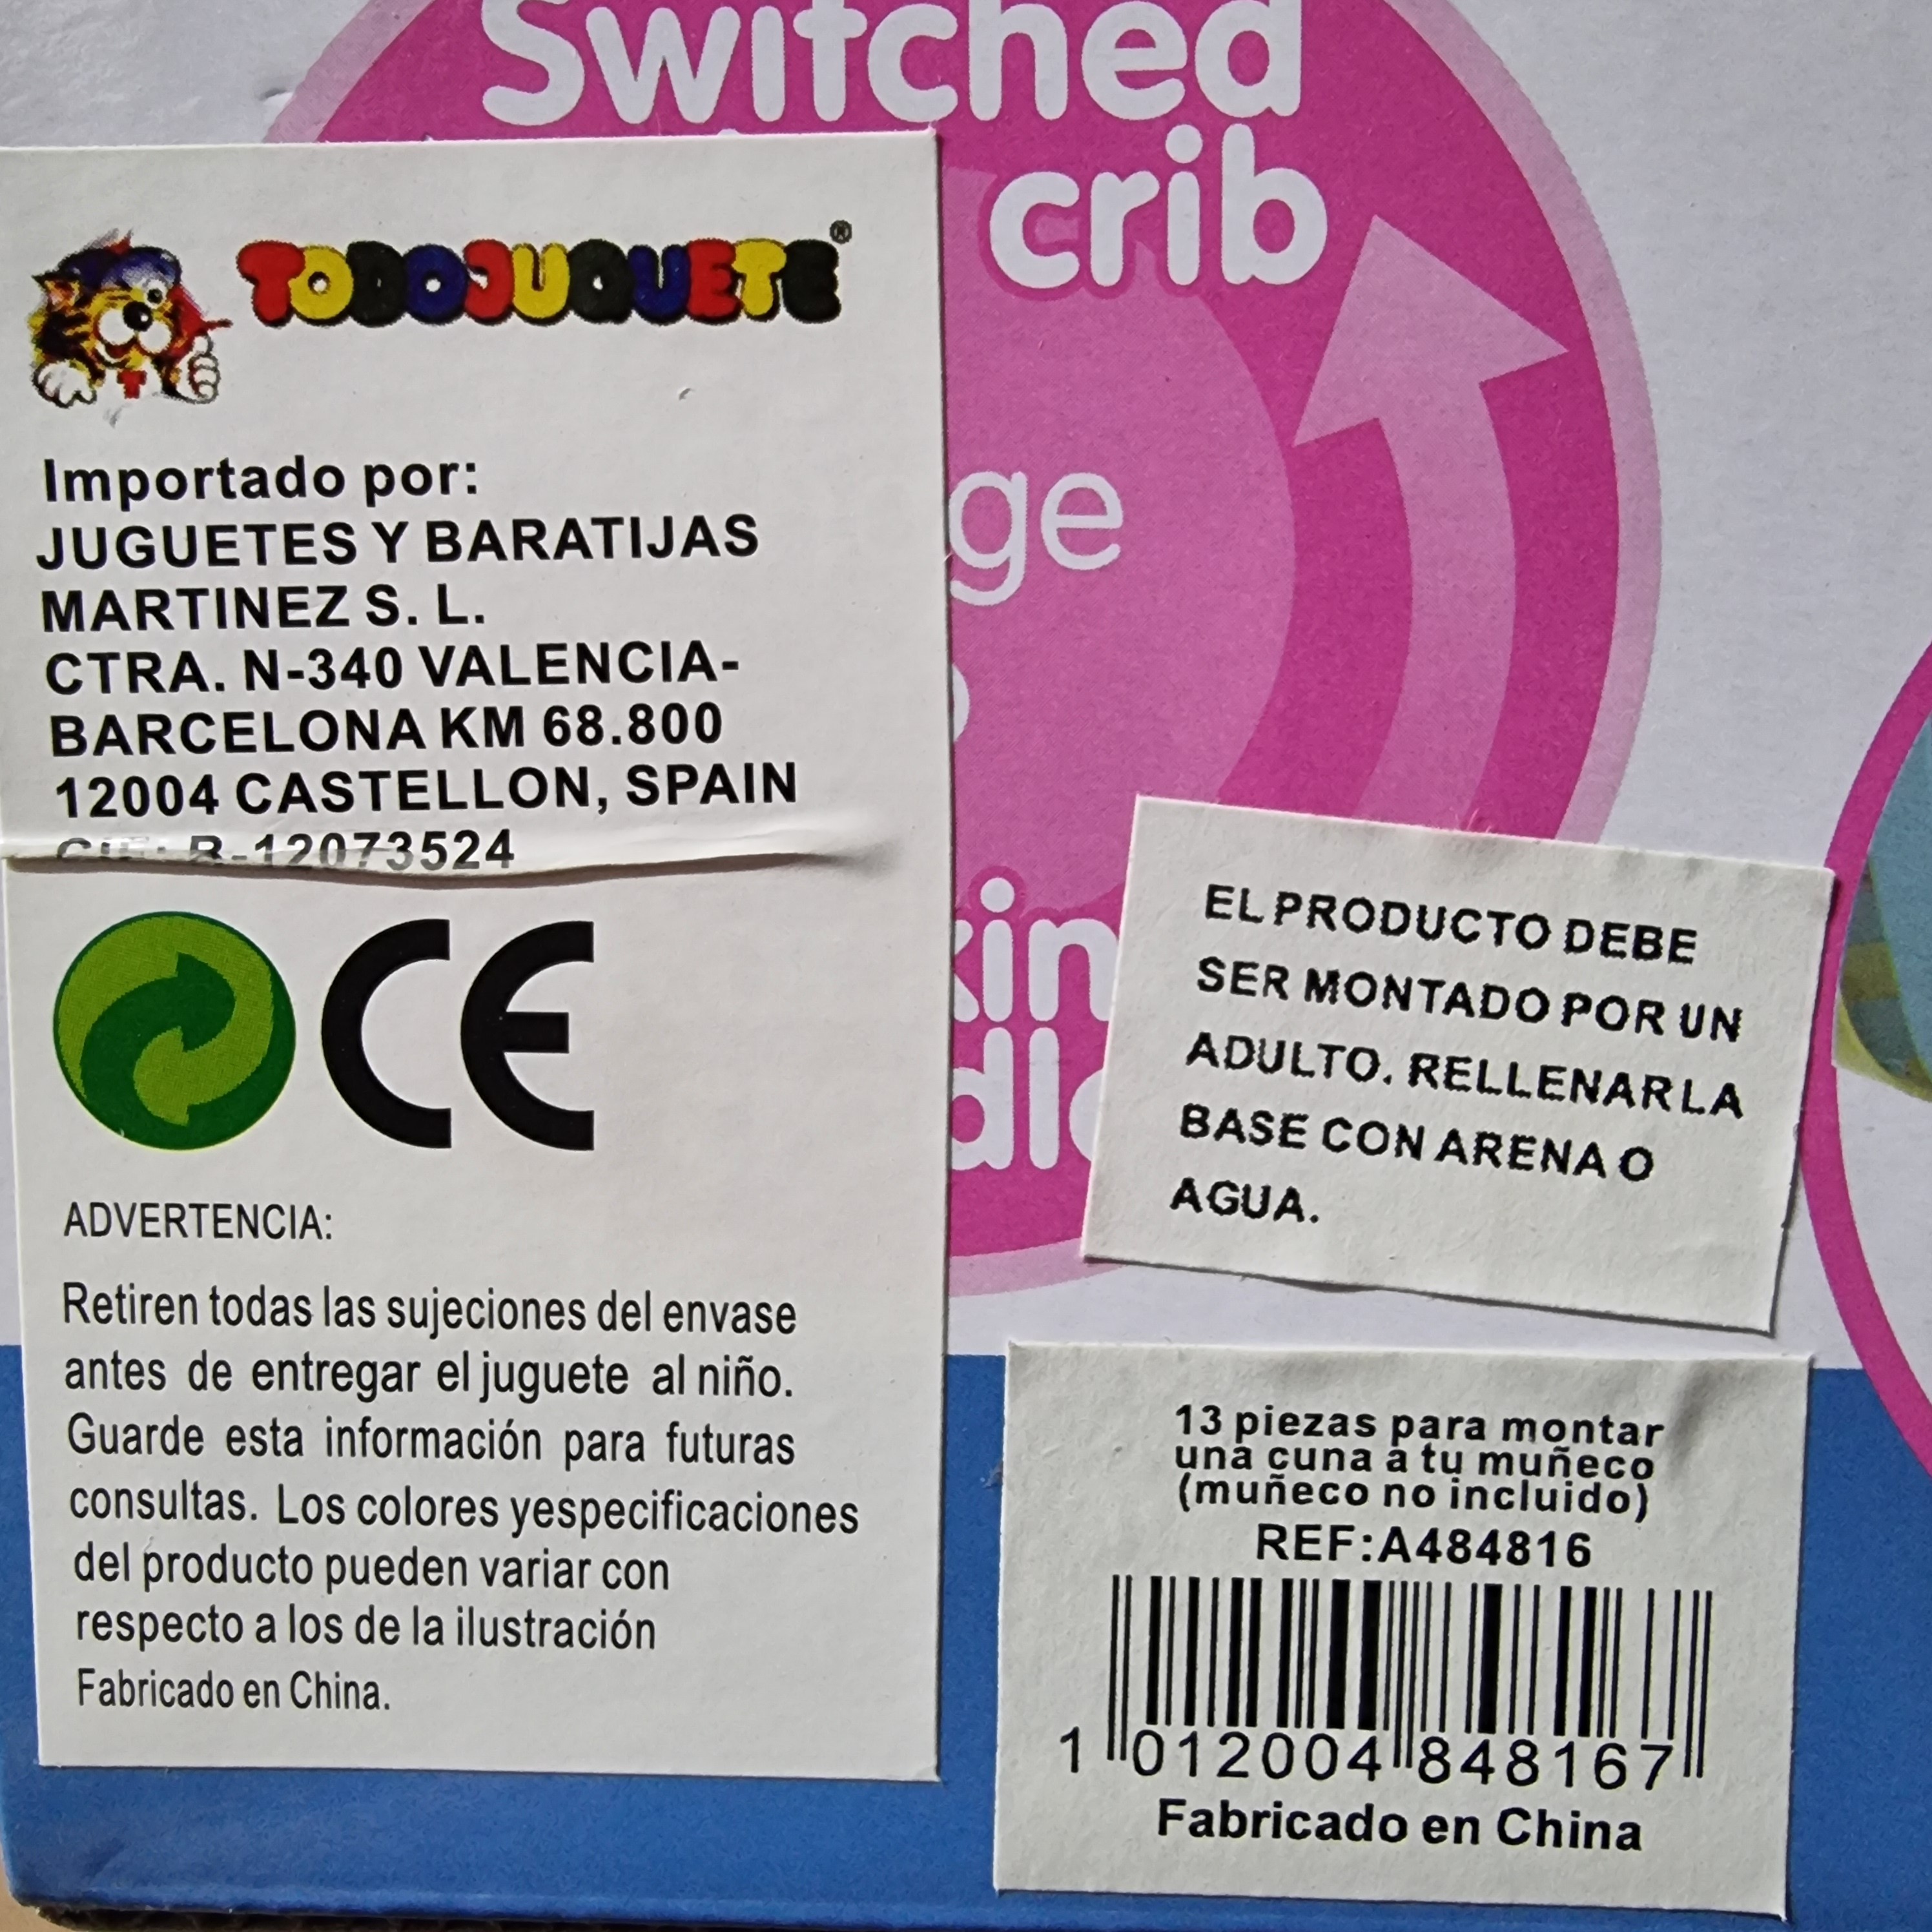 Switched
crib
TODOJUQUETE®
Importado por:
JUGUETES Y BARATIJAS
MARTINEZ S. L.
CTRA. N-340 VALENCIA-
BARCELONA KM 68.800
12004 CASTELLON, SPAIN
CIF: B-12073524
CE
ADVERTENCIA:
Retiren todas las sujeciones del envase
antes de entregar el juguete al niño.
Guarde esta información para futuras
consultas. Los colores yespecificaciones
del producto pueden variar con
respecto a los de la ilustración
Fabricado en China.
EL PRODUCTO DEBE
SER MONTADO POR UN
ADULTO. RELLENAR LA
BASE CON ARENA O
AGUA.
13 piezas para montar
una cuna a tu muñeco
(muñeco no incluido)
REF:A484816
1 012004 848167
Fabricado en China